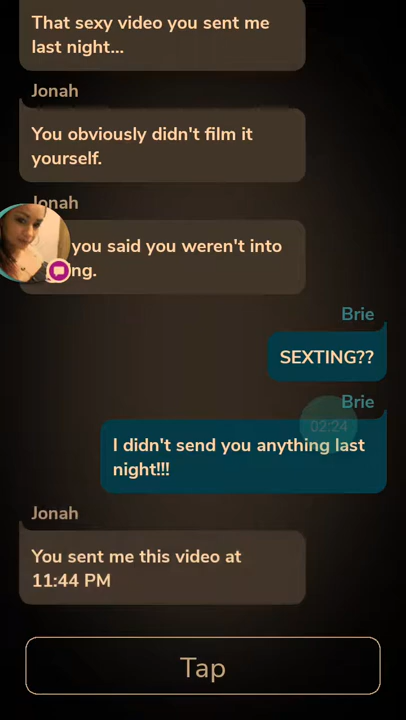 That sexy video you sent me
last night...
Jonah
You obviously didn't film it
yourself.
Jonah
you said you weren't into
Brie
SEXTING??
Brie
02:24
I didn't send you anything last
night!!!
Jonah
You sent me this video at
11:44 PM
Tap